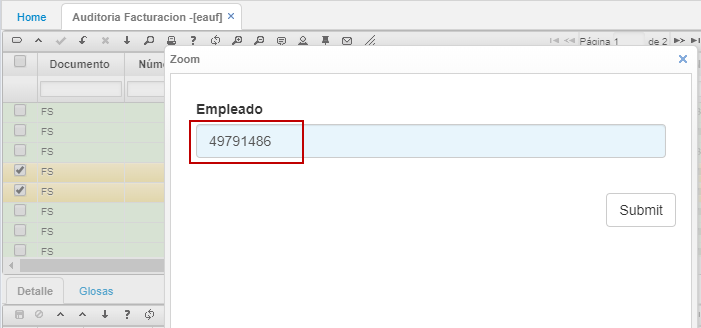 Home
Auditoria Facturacion -[eauf] ×
Página 1 de 2
Zoom ×
Documento
Núme
FS
FS
FS
FS
FS
FS
FS
FS
Empleado
49791486
Submit
Detalle
Glosas